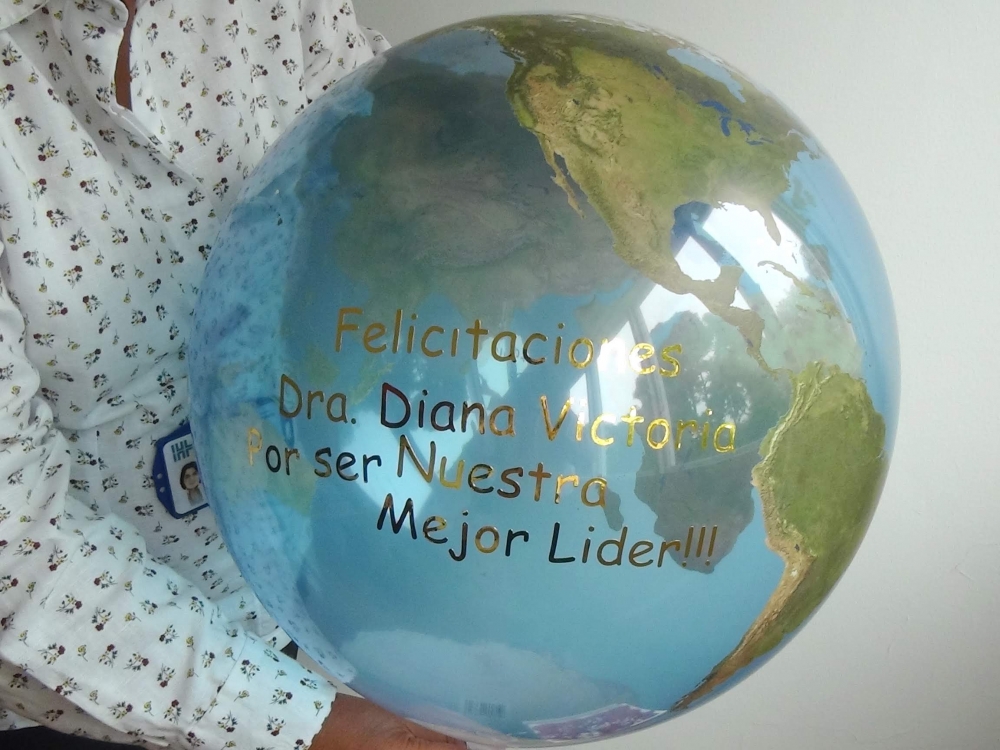 Felicitaciones
Dra. Diana Victoria
Por ser Nuestra
Mejor Lider!!!